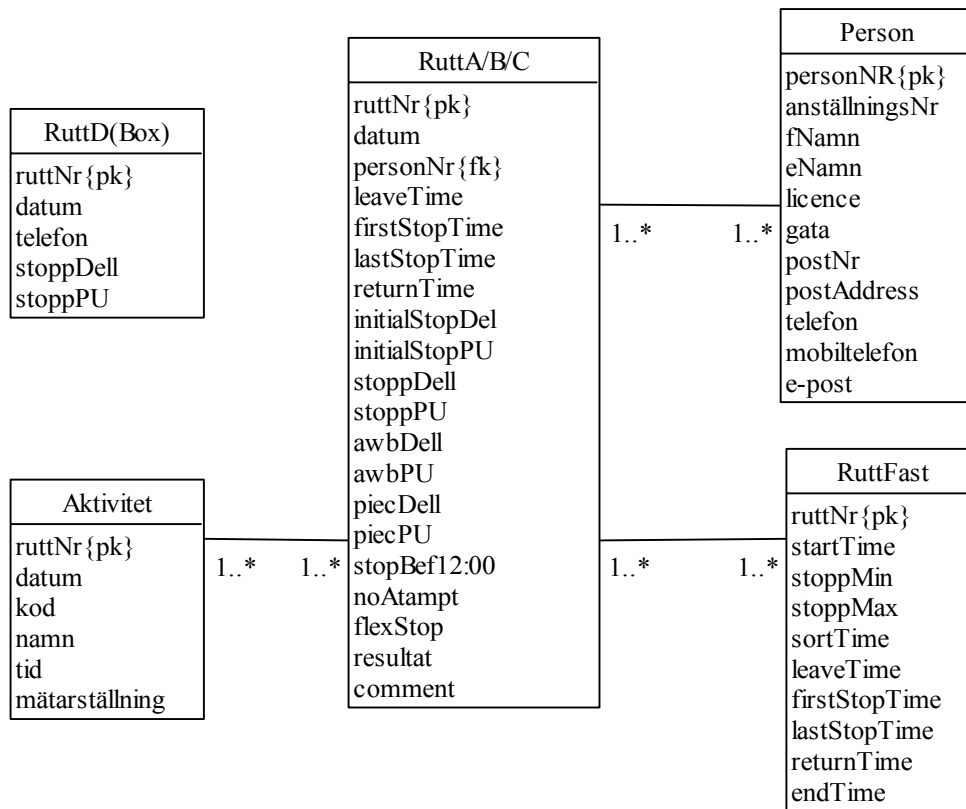 RuttD(Box)
ruttNr{pk}
datum
telefon
stoppDell
stoppPU
Aktivitet
ruttNr{pk}
datum
kod
namn
tid
mätarställning
RuttA/B/C
ruttNr{pk}
datum
personNr{fk}
leaveTime
firstStopTime
lastStopTime
returnTime
initialStopDel
initialStopPU
stoppDell
stoppPU
awbDell
awbPU
piecDell
piecPU
stopBef12:00
noAtampt
flexStop
resultat
comment
1..* 1..*
1..* 1..*
1..* 1..*
Person
personNR{pk}
anställningsNr
fNamn
eNamn
licence
gata
postNr
postAddress
telefon
mobiltelefon
e-post
RuttFast
ruttNr{pk}
startTime
stoppMin
stoppMax
sortTime
leaveTime
firstStopTime
lastStopTime
returnTime
endTime